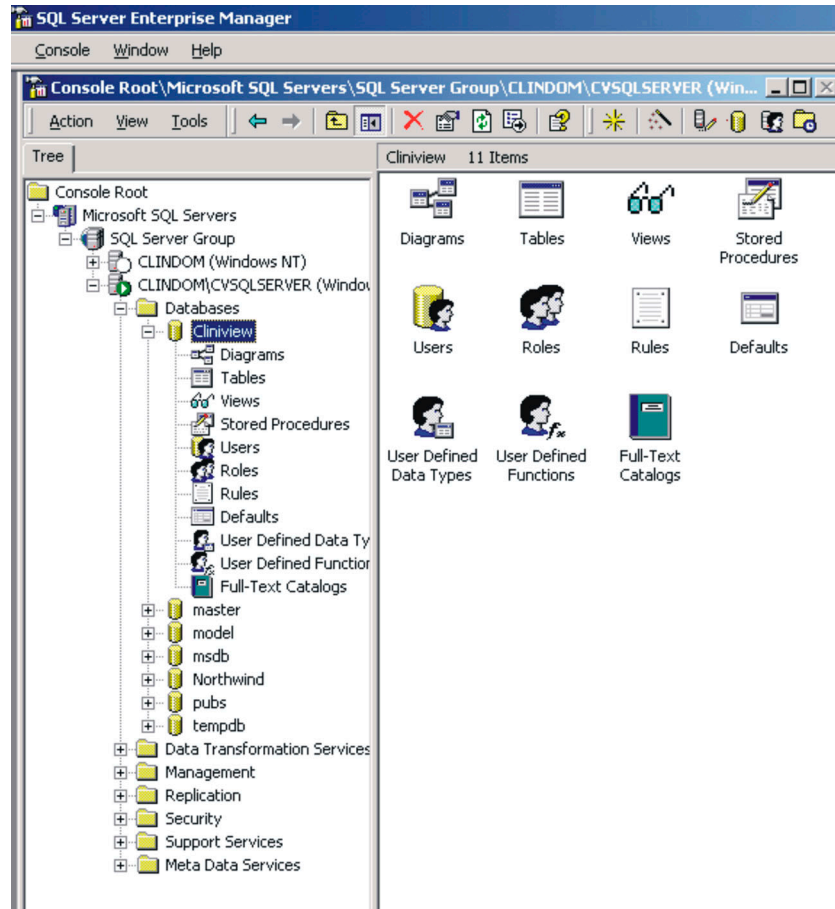 SQL Server Enterprise Manager
Console Window Help
Console Root\Microsoft SQL Servers\SQL Server Group\CLINDOM\CVSQLSERVER (Win...
Action View Tools
Tree
Console Root
Microsoft SQL Servers
SQL Server Group
CLINDOM (Windows NT)
CLINDOM\CVSQLSERVER (Windov
Databases
Cliniview
Diagrams
Tables
Views
Stored Procedures
Users
Roles
Rules
Defaults
User Defined Data Ty
User Defined Function
Full-Text Catalogs
master
model
msdb
Northwind
pubs
tempdb
Data Transformation Services
Management
Replication
Security
Support Services
Meta Data Services
Cliniview 11 Items
Diagrams Tables Views Stored
Procedures
Users Roles Rules Defaults
User Defined User Defined Full-Text
Data Types Functions Catalogs